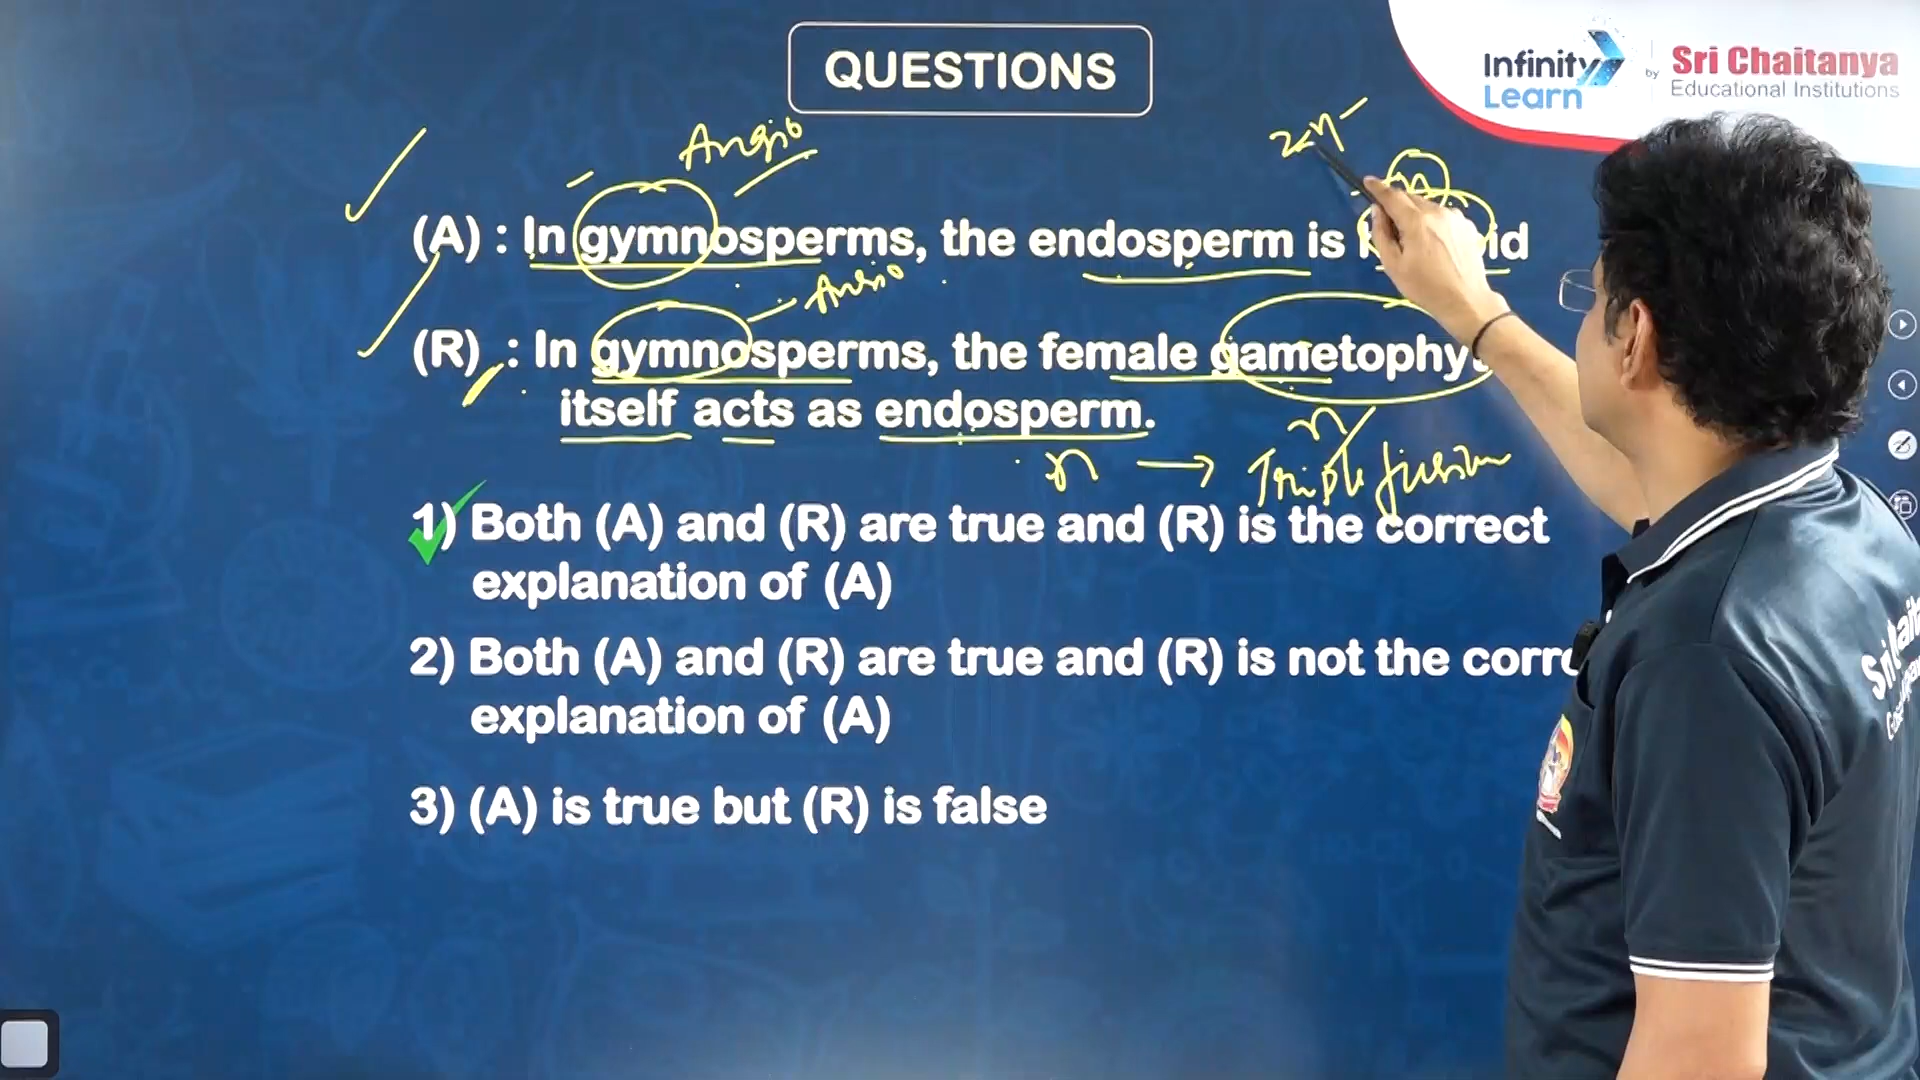 QUESTIONS
Infinity Learn by Sri Chaitanya Educational Institutions
Angio
n
(A) : In gymnosperms, the endosperm is
Angio
(R) : In gymnosperms, the female
itself acts as endosperm.
n
n → Triple fusion
1) Both (A) and (R) are true and (R) is the correct
explanation of (A)
2) Both (A) and (R) are true and (R) is not the
explanation of (A)
3) (A) is true but (R) is false